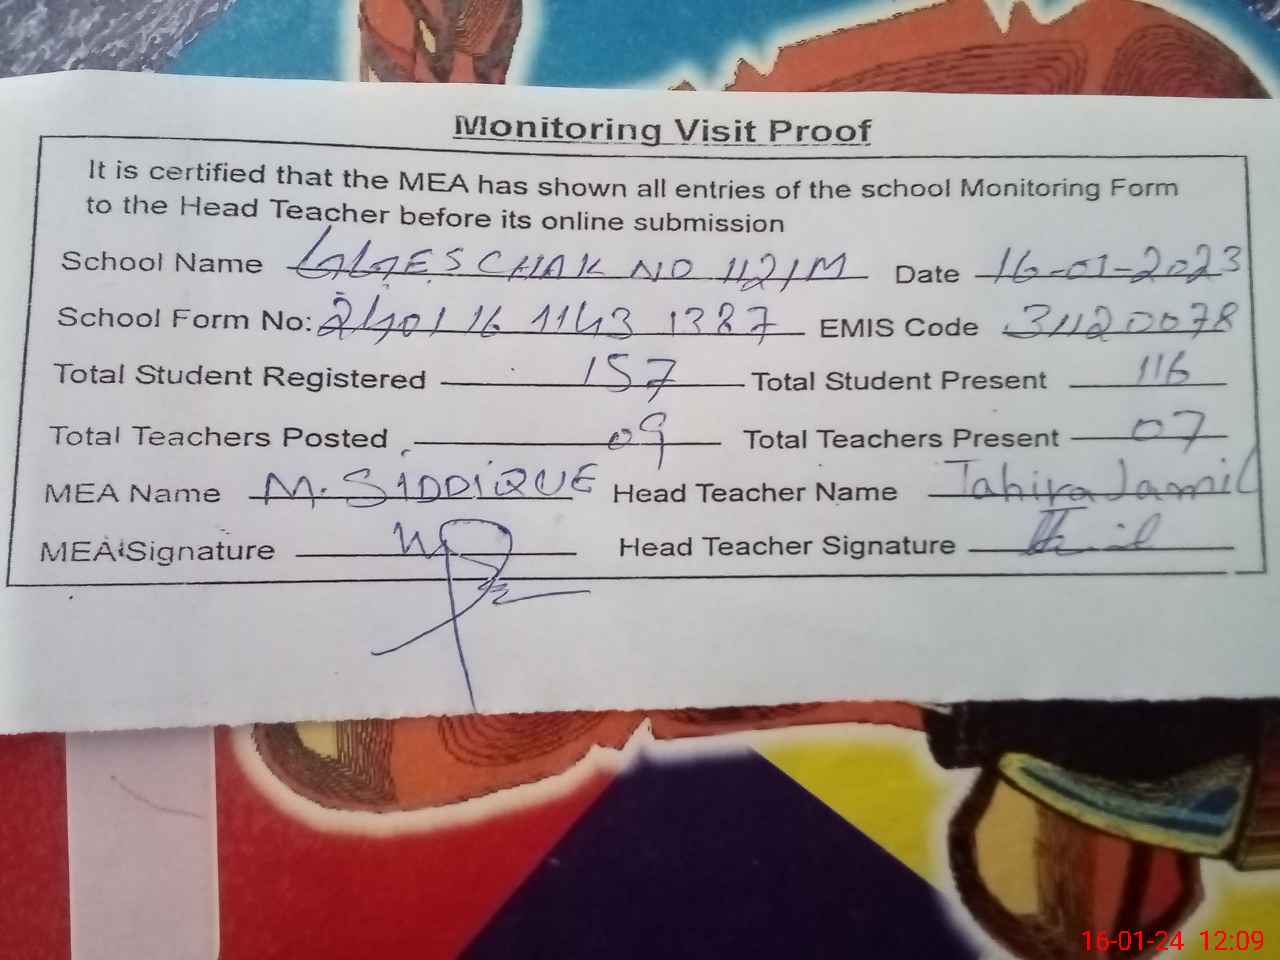 Monitoring Visit Proof
It is certified that the MEA has shown all entries of the school Monitoring Form
to the Head Teacher before its online submission
School Name GGES CHAK NO 112/M Date 16-01-2023
School Form No: 2401 16 1143 1387 EMIS Code 31120078
Total Student Registered 157 Total Student Present 116
Total Teachers Posted 09 Total Teachers Present 07
MEA Name M. SIDDIQUE Head Teacher Name Tahira Jamil
MEA Signature Head Teacher Signature
16-01-24 12:09